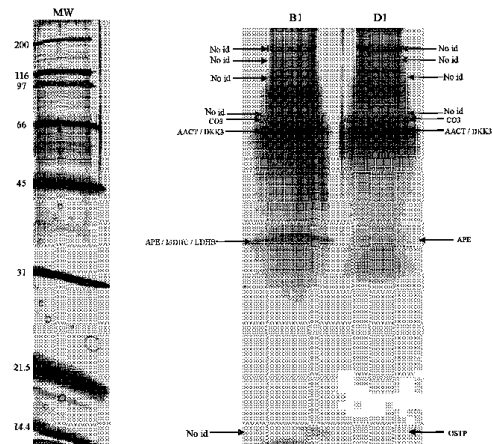 MW
B1 D1
200
116
97
66
45
31
21.5
14.4
No id
No id
No id
No id
CO3
AACT / DKK3
APE / MDHC / LDHB
No id
No id
No id
No id
No id
CO3
AACT / DKK3
APE
GSTP